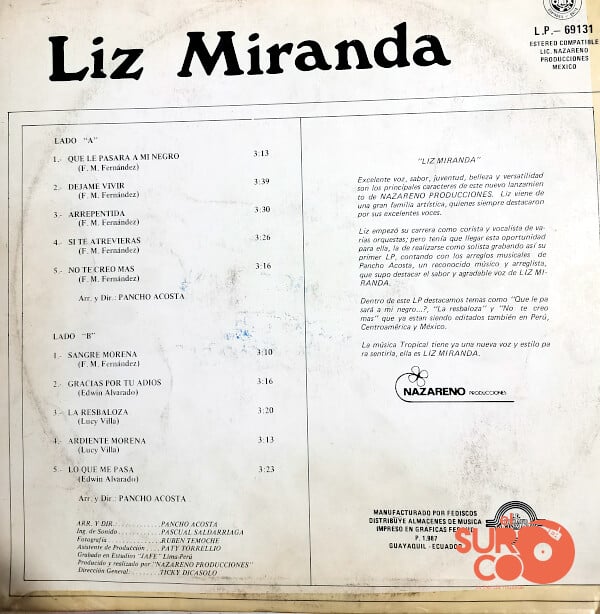 Liz Miranda
L.P.- 69131
ESTEREO COMPATIBLE
LIC. NAZARENO
PRODUCCIONES
MEXICO
LADO "A"
1.- QUE LE PASARA A MI NEGRO 3:13
(F. M. Fernández)
2.- DEJAME VIVIR 3:39
(F. M. Fernández)
3.- ARREPENTIDA 3:30
(F. M. Fernández)
4.- SI TE ATREVIERAS 3:26
(F. M. Fernández)
5.- NO TE CREO MAS 3:16
(F. M. Fernández)
Arr. y Dir.: PANCHO ACOSTA
LADO "B"
1.- SANGRE MORENA 3:10
(F. M. Fernández)
2.- GRACIAS POR TU ADIOS 3:16
(Edwin Alvarado)
3.- LA RESBALOZA 3:20
(Lucy Villa)
4.- ARDIENTE MORENA 3:13
(Lucy Villa)
5.- LO QUE ME PASA 3:23
(Edwin Alvarado)
Arr. y Dir.: PANCHO ACOSTA
ARR. Y DIR.: ..........PANCHO ACOSTA
Ing. de Sonido..........PASCUAL SALDARRIAGA
Fotografía..........RUBEN TEMOCHE
Asistente de Producción....PATY TORRELLIO
Grabado en Estudios "JAFE" Lima-Perú
Producido y realizado por "NAZARENO PRODUCCIONES"
Dirección General:........TICKY DICASOLO
"LIZ MIRANDA"
Excelente voz, sabor, juventud, belleza y versatilidad
son los principales caracteres de este nuevo lanzamien
to de NAZARENO PRODUCCIONES. Liz viene de
una gran familia artística, quienes siempre destacaron
por sus excelentes voces.
Liz empezó su carrera como corista y vocalista de va-
rias orquestas; pero tenía que llegar esta oportunidad
para ella, la de realizarse como solista grabando así su
primer LP, contando con los arreglos musicales de
Pancho Acosta, un reconocido músico y arreglista,
que supo destacar el sabor y agradable voz de LIZ MI-
RANDA.
Dentro de este LP destacamos temas como "Que le pa
sará a mi negro...?, "La resbaloza" y "No te creo
mas" que ya estan siendo editados también en Perú,
Centroamérica y México.
La música Tropical tiene ya una nueva voz y estilo pa
ra sentirla, ella es LIZ MIRANDA.
NAZARENO PRODUCCIONES
MANUFACTURADO POR FEDISCOS
DISTRIBUYE ALMACENES DE MUSICA
IMPRESO EN GRAFICAS
P. 1.987
GUAYAQUIL - ECUADOR
el
SUR
CO